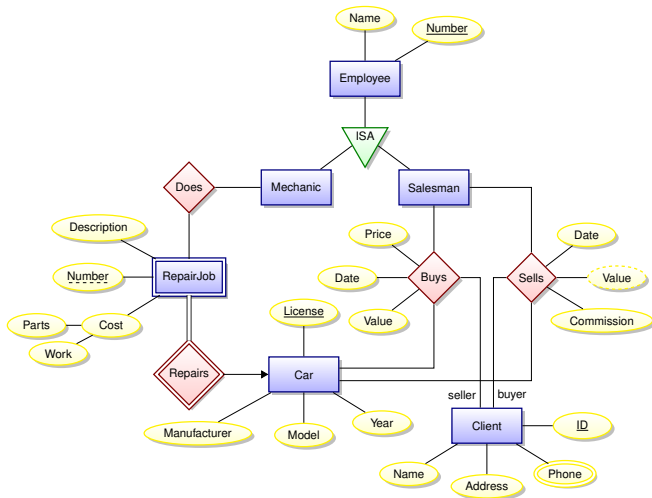 Name
Number
Employee
ISA
Does
Mechanic
Salesman
Description
Price
Date
Number
RepairJob
Date
Buys
Sells
Value
License
Value
Parts
Cost
Commission
Work
Repairs
Car
seller
buyer
Manufacturer
Model
Year
Client
ID
Name
Address
Phone